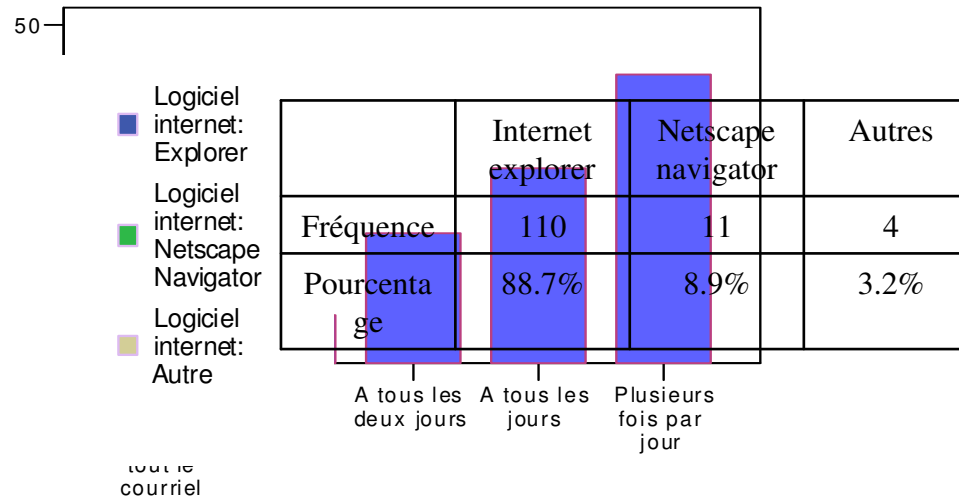 50
Logiciel
internet:
Explorer
Logiciel
internet:
Netscape
Navigator
Logiciel
internet:
Autre
Internet
explorer
Netscape
navigator
Autres
Fréquence 110 11 4
Pourcenta
ge
88.7% 8.9% 3.2%
A tous les
deux jours
A tous les
jours
Plusieurs
fois par
jour
tout le
courriel